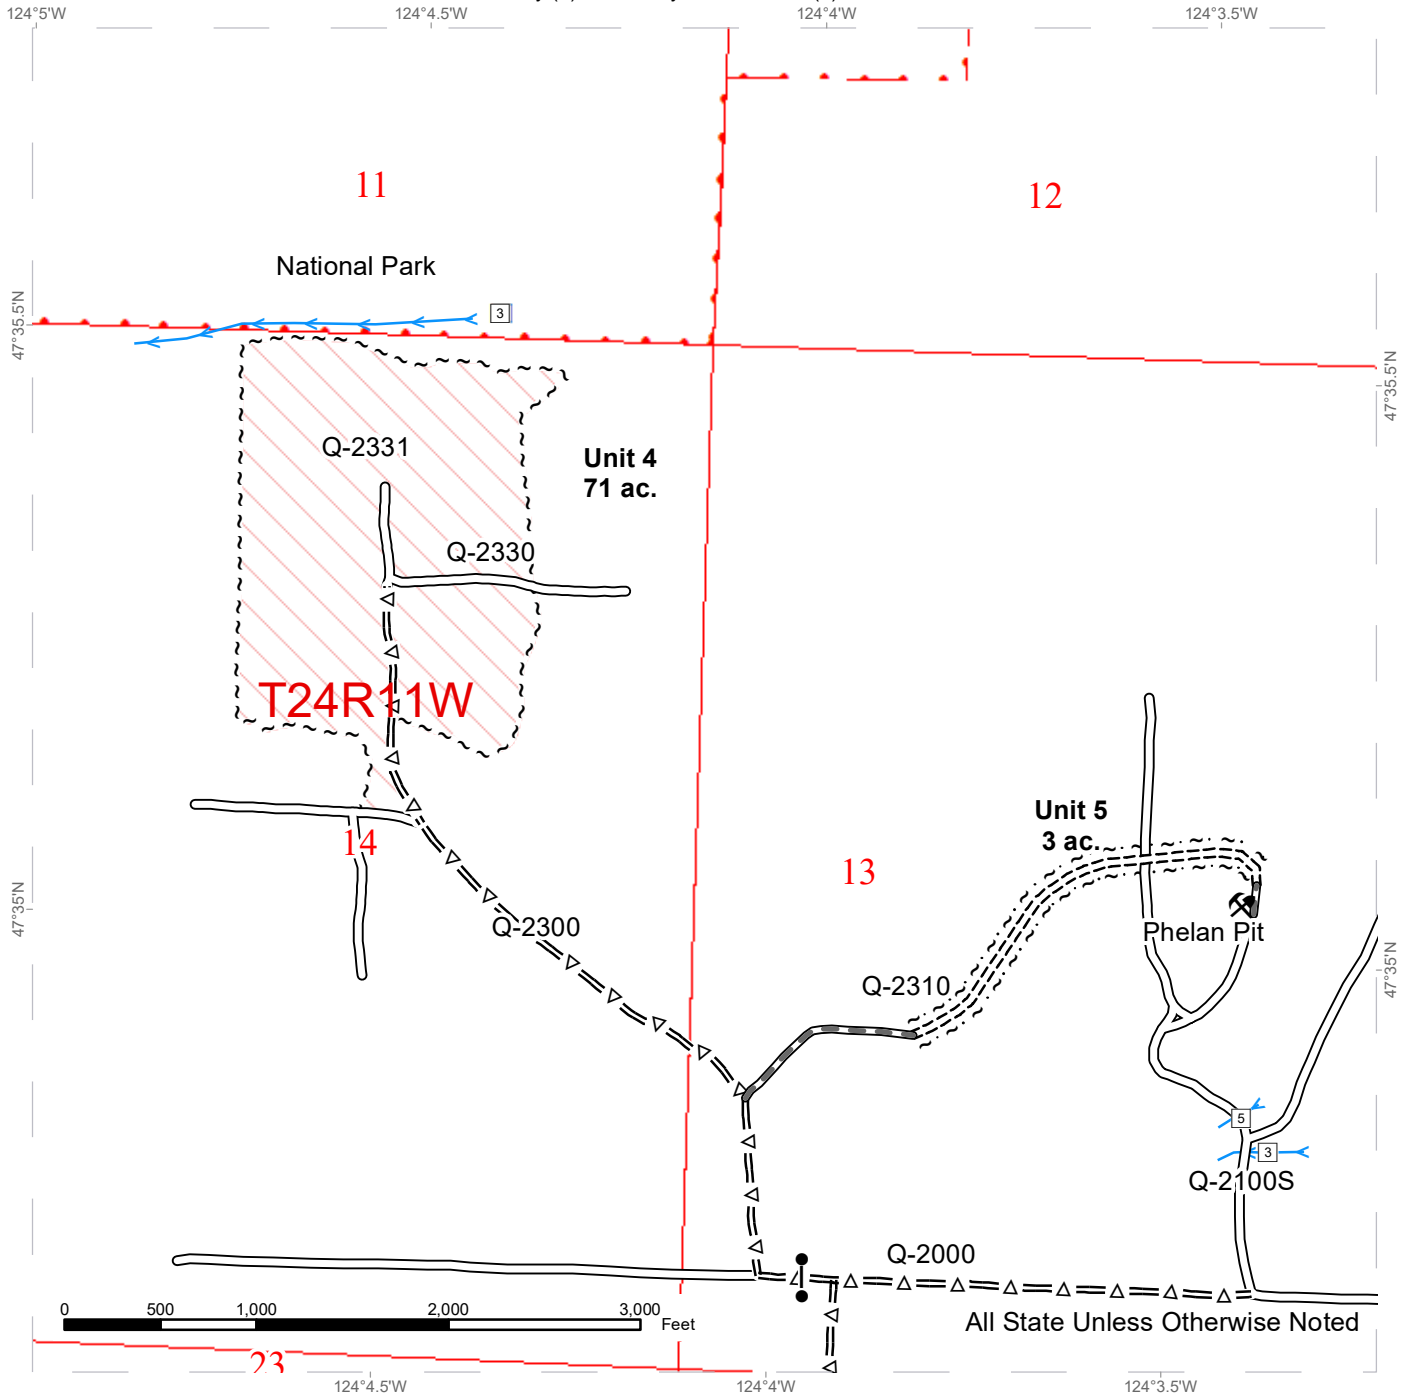 124°5'W
124°4.5'W
124°4'W
124°3.5'W
11
12
National Park
3
47°35.5'N
47°35.5'N
Q-2331
Unit 4
71 ac.
Q-2330
T24R11W
Unit 5
3 ac.
14
13
47°35'N
Q-2300
Phelan Pit
47°35'N
Q-2310
5
3
Q-2100S
Q-2000
0 500 1,000 2,000 3,000
Feet
All State Unless Otherwise Noted
23
124°4.5'W
124°4'W
124°3.5'W